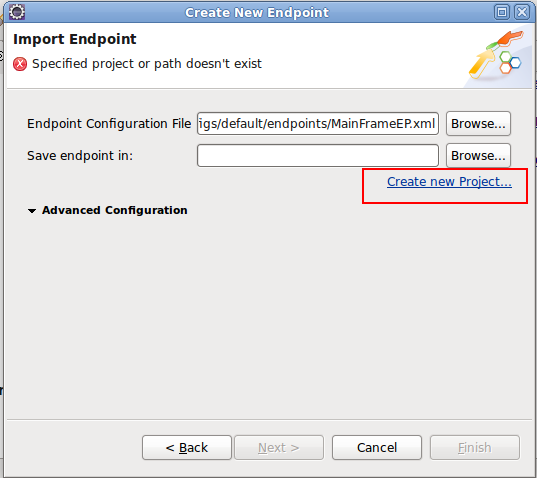 Create New Endpoint
Import Endpoint
Specified project or path doesn't exist
Endpoint Configuration File igs/default/endpoints/MainFrameEP.xml Browse...
Save endpoint in: Browse...
Create new Project...
Advanced Configuration
< Back Next > Cancel Finish